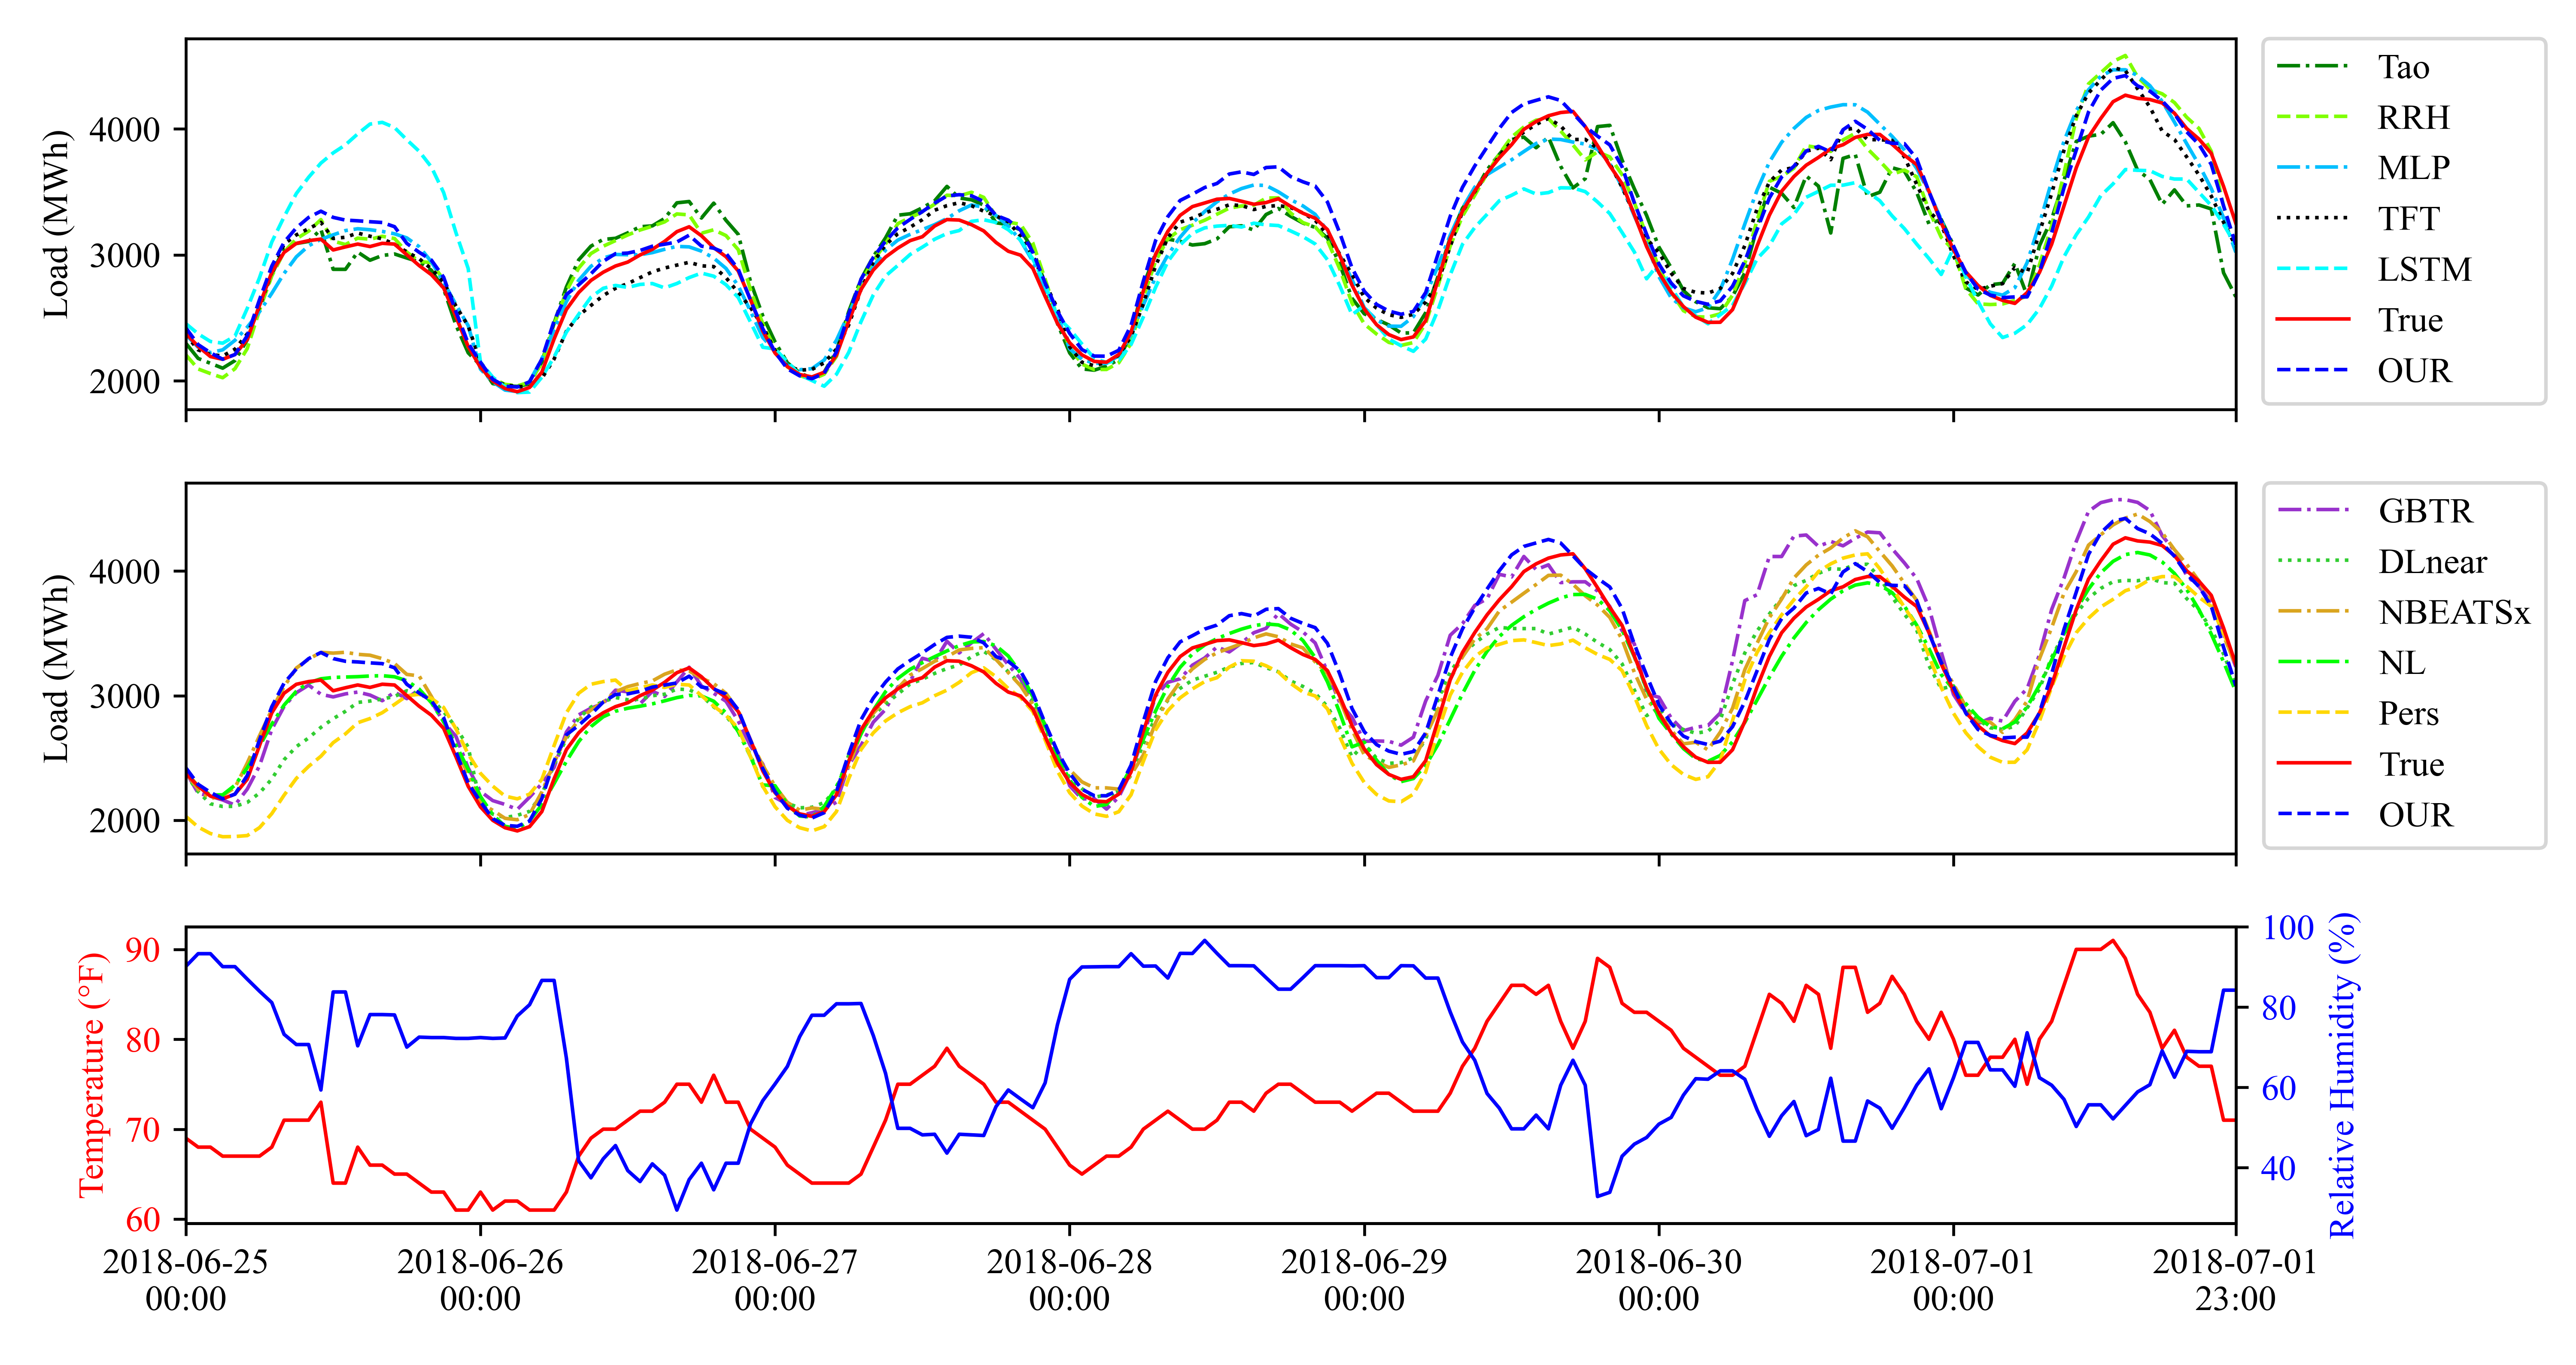 Load (MWh)
4000
3000
2000
Tao
RRH
MLP
TFT
LSTM
True
OUR
Load (MWh)
4000
3000
2000
GBTR
DLnear
NBEATSx
NL
Pers
True
OUR
Temperature (°F)
90
80
70
60
100
80
60
40
Relative Humidity (%)
2018-06-25 2018-06-26 2018-06-27 2018-06-28 2018-06-29 2018-06-30 2018-07-01 2018-07-01
00:00 00:00 00:00 00:00 00:00 00:00 00:00 23:00